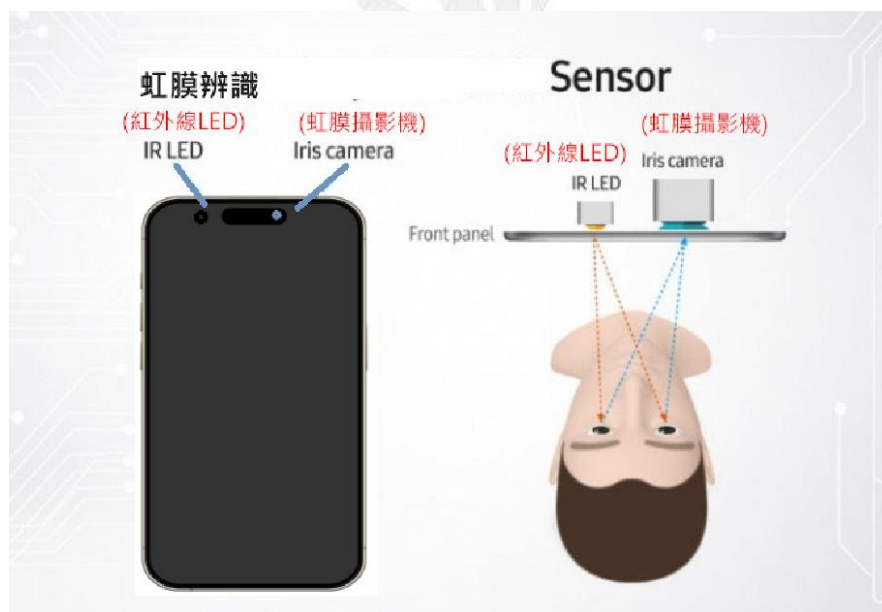 虹膜辨識
(紅外線LED)
IR LED
(虹膜攝影機)
Iris camera
Sensor
(紅外線LED)
IR LED
(虹膜攝影機)
Iris camera
Front panel